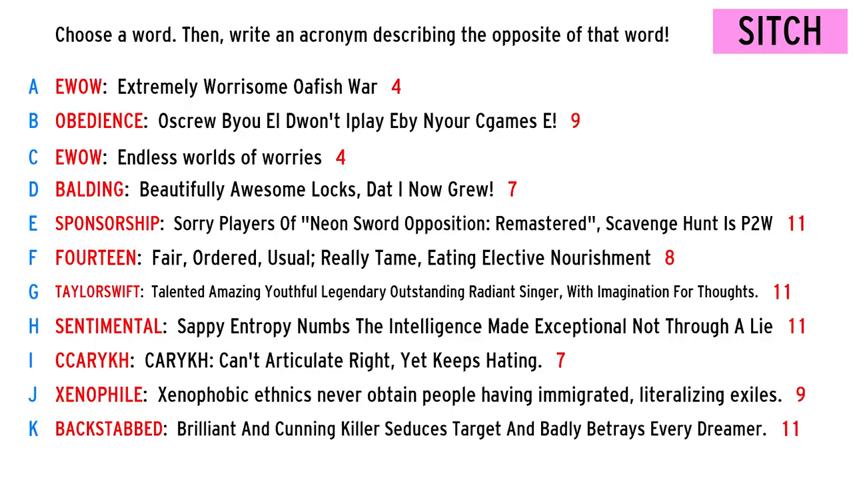 Choose a word. Then, write an acronym describing the opposite of that word!
SITCH
A EWOW: Extremely Worrisome Oafish War 4
B OBEDIENCE: Oscrew Byou EI Dwon't Iplay Eby Nyour Cgames E! 9
C EWOW: Endless worlds of worries 4
D BALDING: Beautifully Awesome Locks, Dat I Now Grew! 7
E SPONSORSHIP: Sorry Players Of "Neon Sword Opposition: Remastered", Scavenge Hunt Is P2W 11
F FOURTEEN: Fair, Ordered, Usual; Really Tame, Eating Elective Nourishment 8
G TAYLORSWIFT: Talented Amazing Youthful Legendary Outstanding Radiant Singer, With Imagination For Thoughts. 11
H SENTIMENTAL: Sappy Entropy Numbs The Intelligence Made Exceptional Not Through A Lie 11
I CCARYKH: CARYKH: Can't Articulate Right, Yet Keeps Hating. 7
J XENOPHILE: Xenophobic ethnics never obtain people having immigrated, literalizing exiles. 9
K BACKSTABBED: Brilliant And Cunning Killer Seduces Target And Badly Betrays Every Dreamer. 11